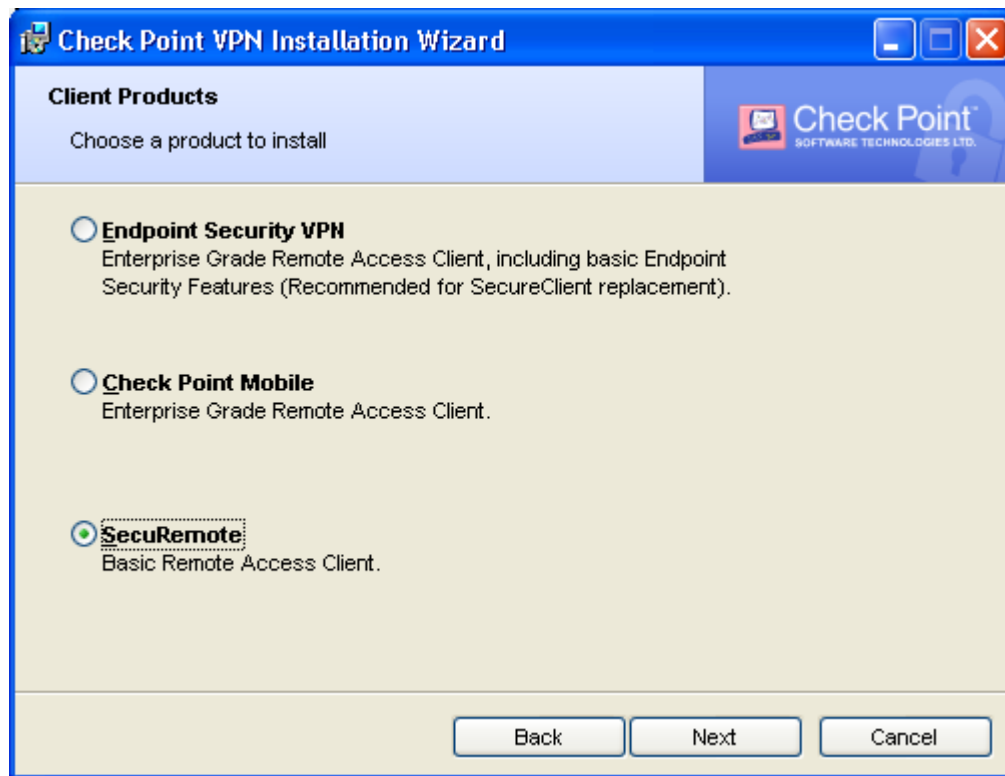 Check Point VPN Installation Wizard
Client Products
Choose a product to install
Check Point™
SOFTWARE TECHNOLOGIES LTD.
Endpoint Security VPN
Enterprise Grade Remote Access Client, including basic Endpoint
Security Features (Recommended for SecureClient replacement).
Check Point Mobile
Enterprise Grade Remote Access Client.
SecuRemote
Basic Remote Access Client.
Back
Next
Cancel